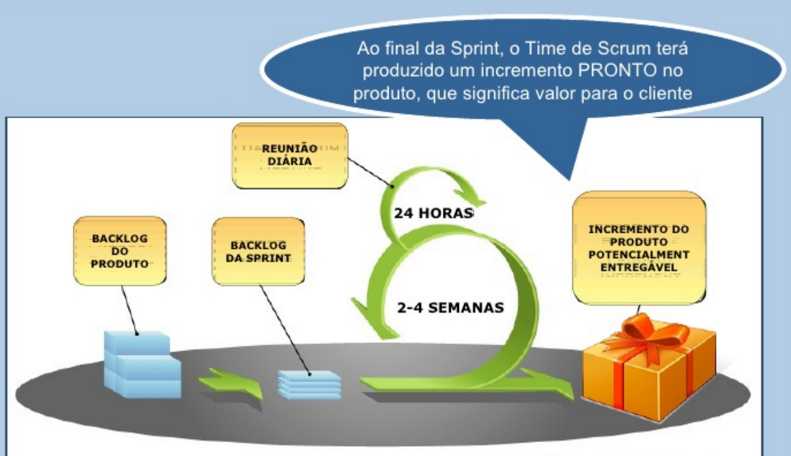 Ao final da Sprint, o Time de Scrum terá
produzido um incremento PRONTO no
produto, que significa valor para o cliente
REUNIÃO
DIÁRIA
24 HORAS
BACKLOG
DO
PRODUTO
BACKLOG
DA SPRINT
INCREMENTO DO
PRODUTO
POTENCIALMENT
ENTREGÁVEL
2-4 SEMANAS